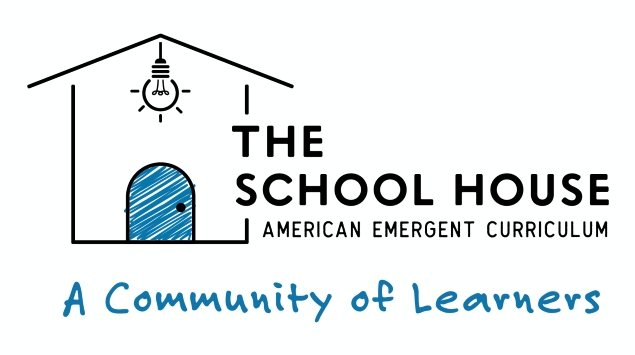 THE
SCHOOL HOUSE
AMERICAN EMERGENT CURRICULUM
A Community of Learners